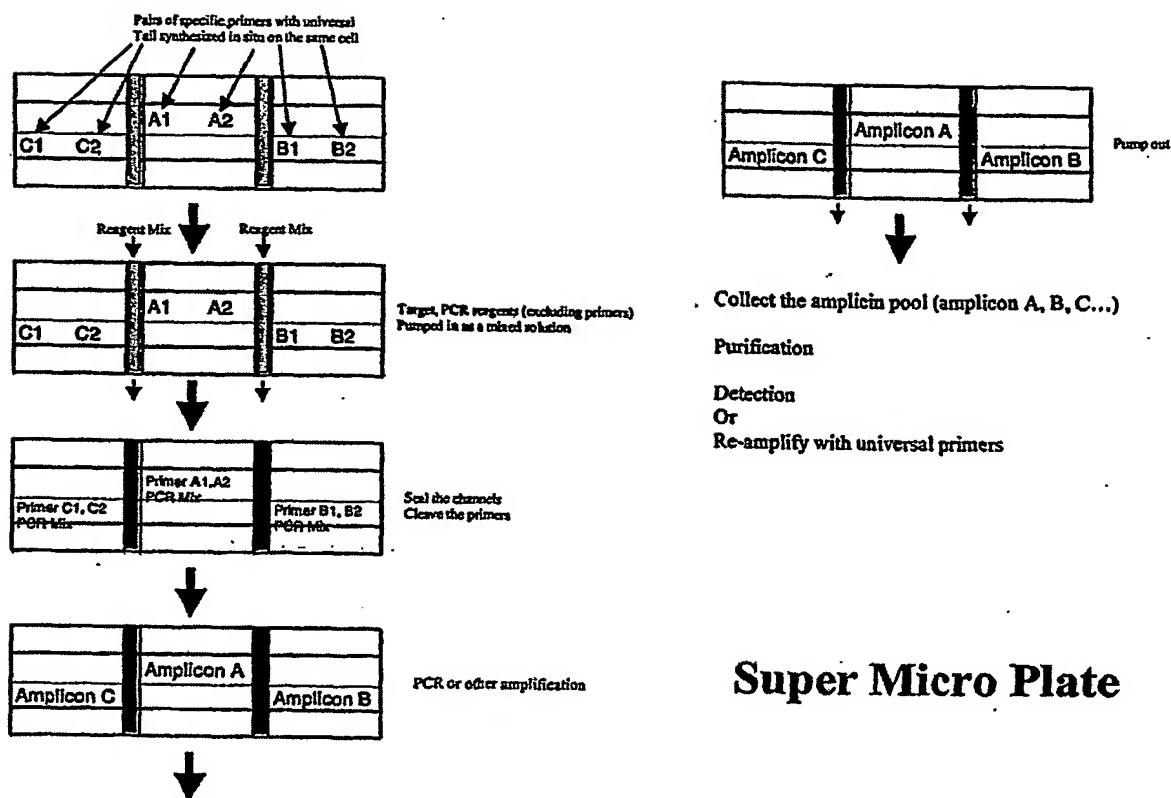 Pairs of specific primers with universal
Tail synthesized in situ on the same cell
A1 A2
C1 C2 B1 B2
Reagent Mix Reagent Mix
A1 A2
C1 C2 B1 B2
Target, PCR reagents (excluding primers)
Pumped in as a mixed solution
Primer A1,A2
PCR Mix
Primer C1, C2
PCR Mix
Primer B1, B2
PCR Mix
Seal the channels
Cleave the primers
Amplicon A
Amplicon C Amplicon B
PCR or other amplification
Amplicon A
Amplicon C Amplicon B
Pump out
Collect the amplicin pool (amplicon A, B, C...)
Purification
Detection
Or
Re-amplify with universal primers
Super Micro Plate